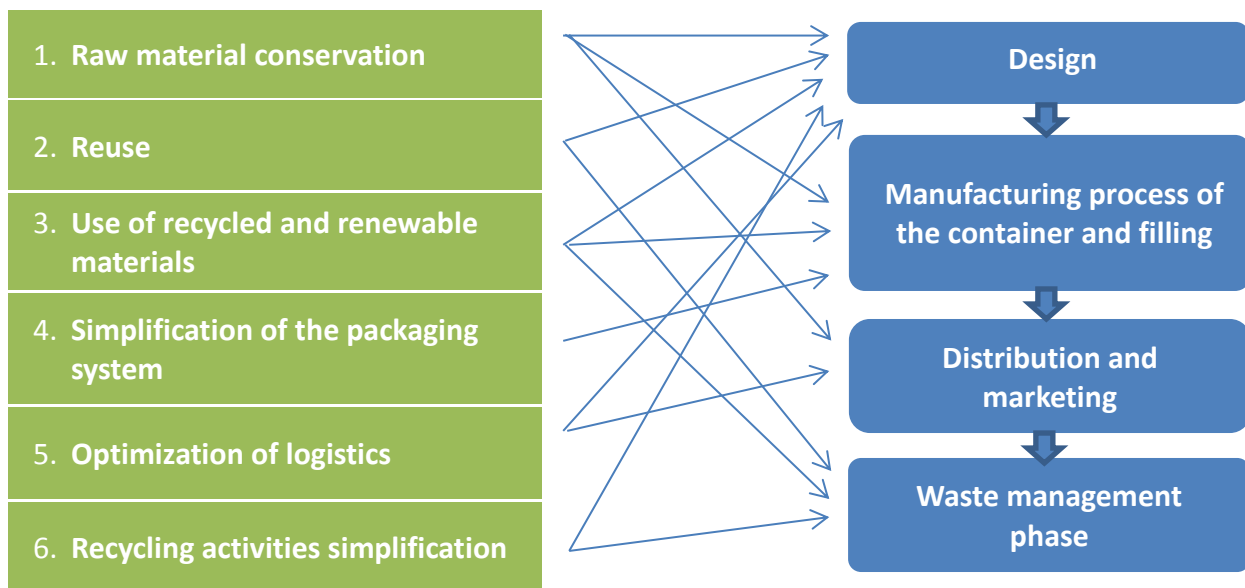 1. Raw material conservation
2. Reuse
3. Use of recycled and renewable
materials
4. Simplification of the packaging
system
5. Optimization of logistics
6. Recycling activities simplification
Design
Manufacturing process of
the container and filling
Distribution and
marketing
Waste management
phase